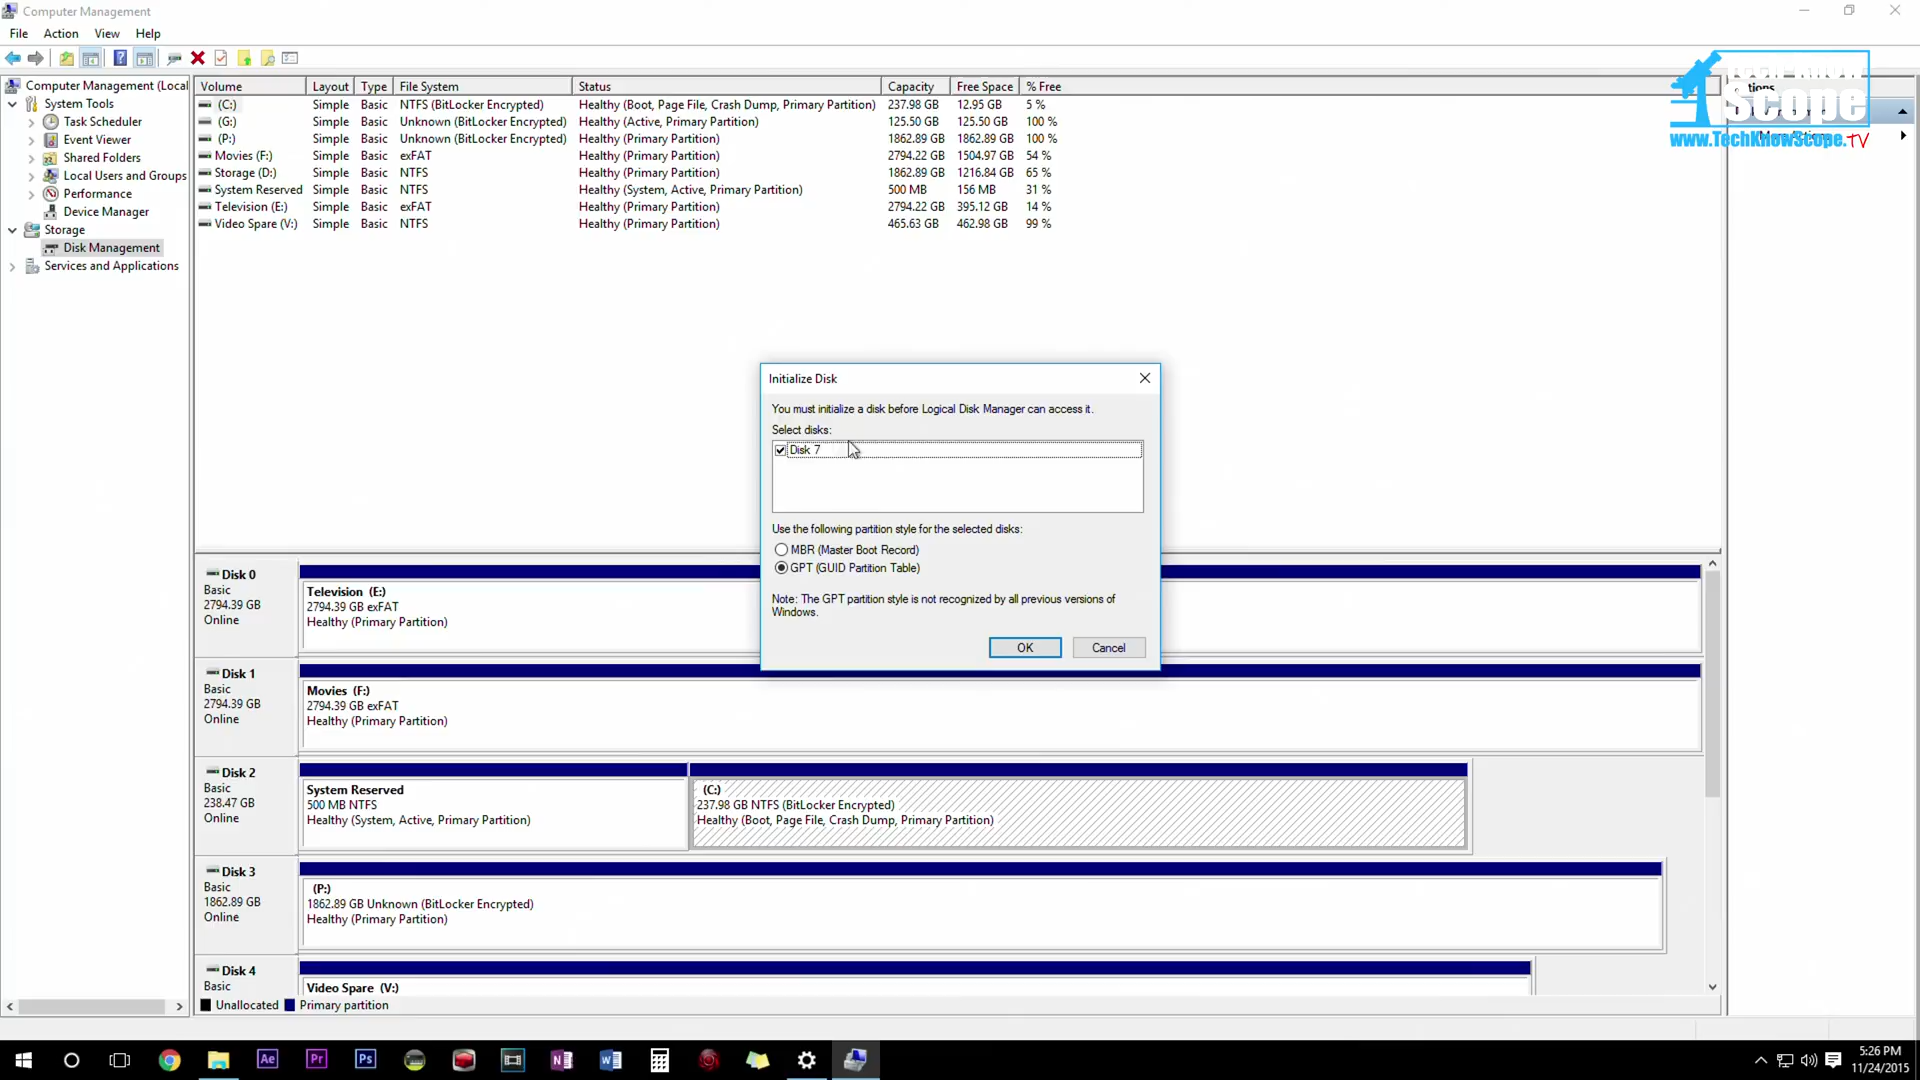 Computer Management
File Action View Help
Computer Management (Local
System Tools
Task Scheduler
Event Viewer
Shared Folders
Local Users and Groups
Performance
Device Manager
Storage
Disk Management
Services and Applications
Volume Layout Type File System Status Capacity Free Space % Free
(C:) Simple Basic NTFS (BitLocker Encrypted) Healthy (Boot, Page File, Crash Dump, Primary Partition) 237.98 GB 12.95 GB 5 %
(G:) Simple Basic Unknown (BitLocker Encrypted) Healthy (Active, Primary Partition) 125.50 GB 125.50 GB 100 %
(P:) Simple Basic Unknown (BitLocker Encrypted) Healthy (Primary Partition) 1862.89 GB 1862.89 GB 100 %
Movies (F:) Simple Basic exFAT Healthy (Primary Partition) 2794.22 GB 1504.97 GB 54 %
Storage (D:) Simple Basic NTFS Healthy (Primary Partition) 1862.89 GB 1216.84 GB 65 %
System Reserved Simple Basic NTFS Healthy (System, Active, Primary Partition) 500 MB 156 MB 31 %
Television (E:) Simple Basic exFAT Healthy (Primary Partition) 2794.22 GB 395.12 GB 14 %
Video Spare (V:) Simple Basic NTFS Healthy (Primary Partition) 465.63 GB 462.98 GB 99 %
Scope
www.TechKnowScope.TV
Initialize Disk
You must initialize a disk before Logical Disk Manager can access it.
Select disks:
Disk 7
Use the following partition style for the selected disks:
MBR (Master Boot Record)
GPT (GUID Partition Table)
Note: The GPT partition style is not recognized by all previous versions of
Windows.
OK Cancel
Disk 0
Basic
2794.39 GB
Online
Television (E:)
2794.39 GB exFAT
Healthy (Primary Partition)
Disk 1
Basic
2794.39 GB
Online
Movies (F:)
2794.39 GB exFAT
Healthy (Primary Partition)
Disk 2
Basic
238.47 GB
Online
System Reserved
500 MB NTFS
Healthy (System, Active, Primary Partition)
(C:)
237.98 GB NTFS (BitLocker Encrypted)
Healthy (Boot, Page File, Crash Dump, Primary Partition)
Disk 3
Basic
1862.89 GB
Online
(P:)
1862.89 GB Unknown (BitLocker Encrypted)
Healthy (Primary Partition)
Disk 4
Basic
Video Spare (V:)
Unallocated Primary partition
Ae Pr Ps N W
5:26 PM
11/24/2015